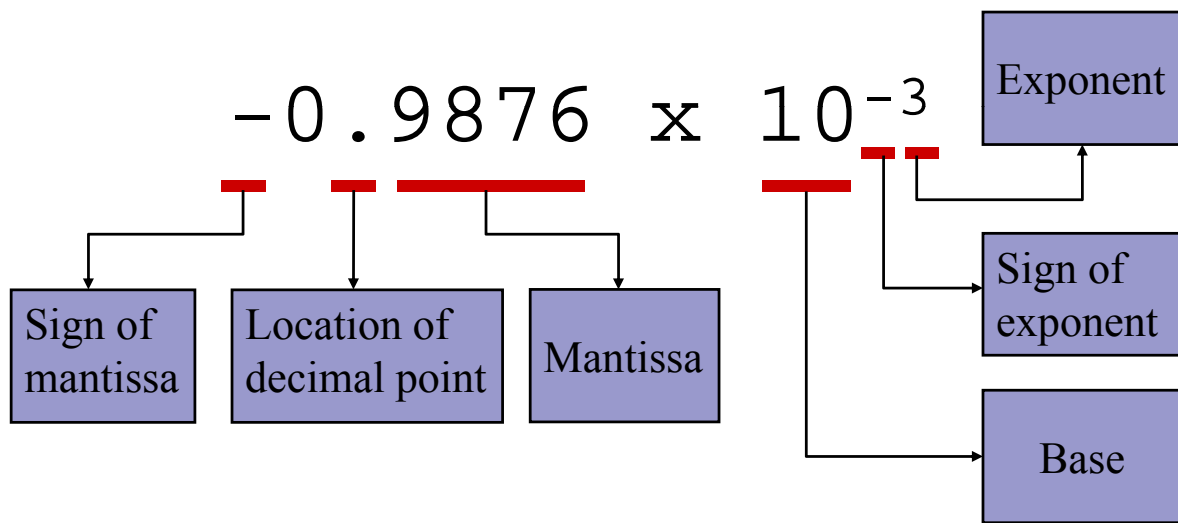 -0.9876 x 10⁻³
Exponent
Sign of
mantissa
Location of
decimal point
Mantissa
Sign of
exponent
Base